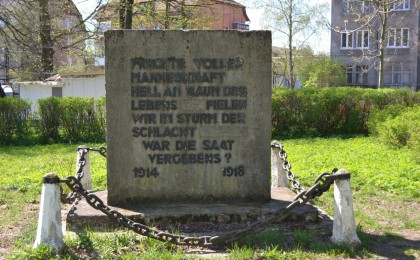 FRÜCHTE VOLLER
MANNESKRAFT
HELL AM BAUM DES
LEBENS FIELEN
WIR IM STURM DER
SCHLACHT
WAR DIE SAAT
VERGEBENS?
1914 1918